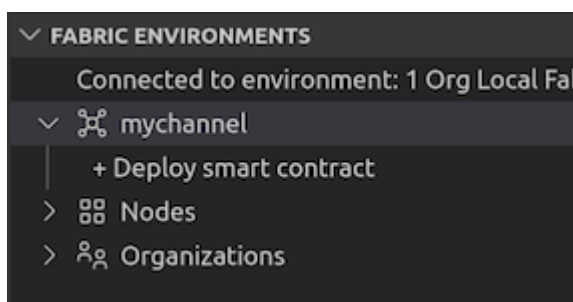 FABRIC ENVIRONMENTS
Connected to environment: 1 Org Local Fa
mychannel
+ Deploy smart contract
Nodes
Organizations